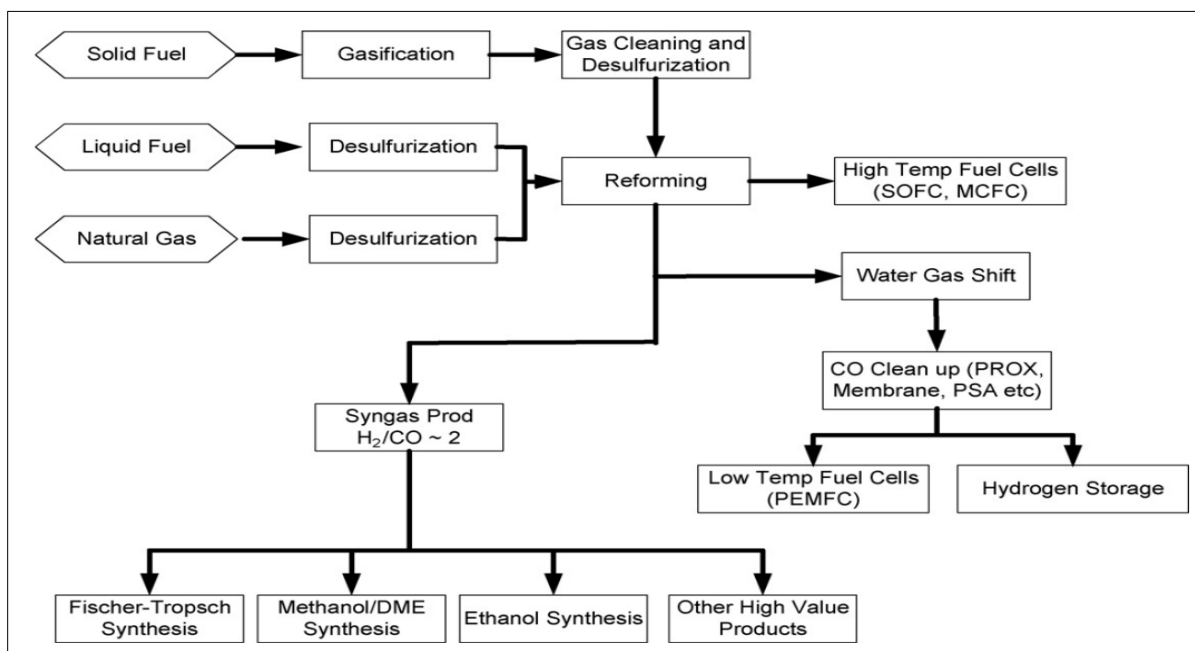 Solid Fuel
Gasification
Gas Cleaning and
Desulfurization
Liquid Fuel
Desulfurization
Reforming
High Temp Fuel Cells
(SOFC, MCFC)
Natural Gas
Desulfurization
Water Gas Shift
CO Clean up (PROX,
Membrane, PSA etc)
Syngas Prod
H₂/CO ~ 2
Low Temp Fuel Cells
(PEMFC)
Hydrogen Storage
Fischer-Tropsch
Synthesis
Methanol/DME
Synthesis
Ethanol Synthesis
Other High Value
Products